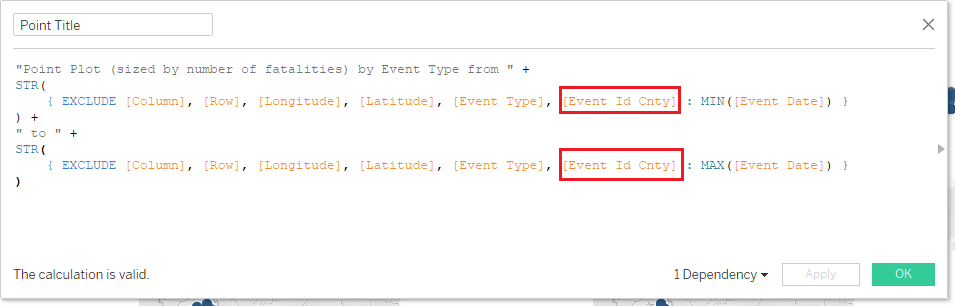 Point Title
"Point Plot (sized by number of fatalities) by Event Type from " +
STR(
{ EXCLUDE [Column], [Row], [Longitude], [Latitude], [Event Type], [Event Id Cnty] : MIN([Event Date]) }
) +
" to " +
STR(
{ EXCLUDE [Column], [Row], [Longitude], [Latitude], [Event Type], [Event Id Cnty] : MAX([Event Date]) }
)
The calculation is valid.
1 Dependency
Apply
OK